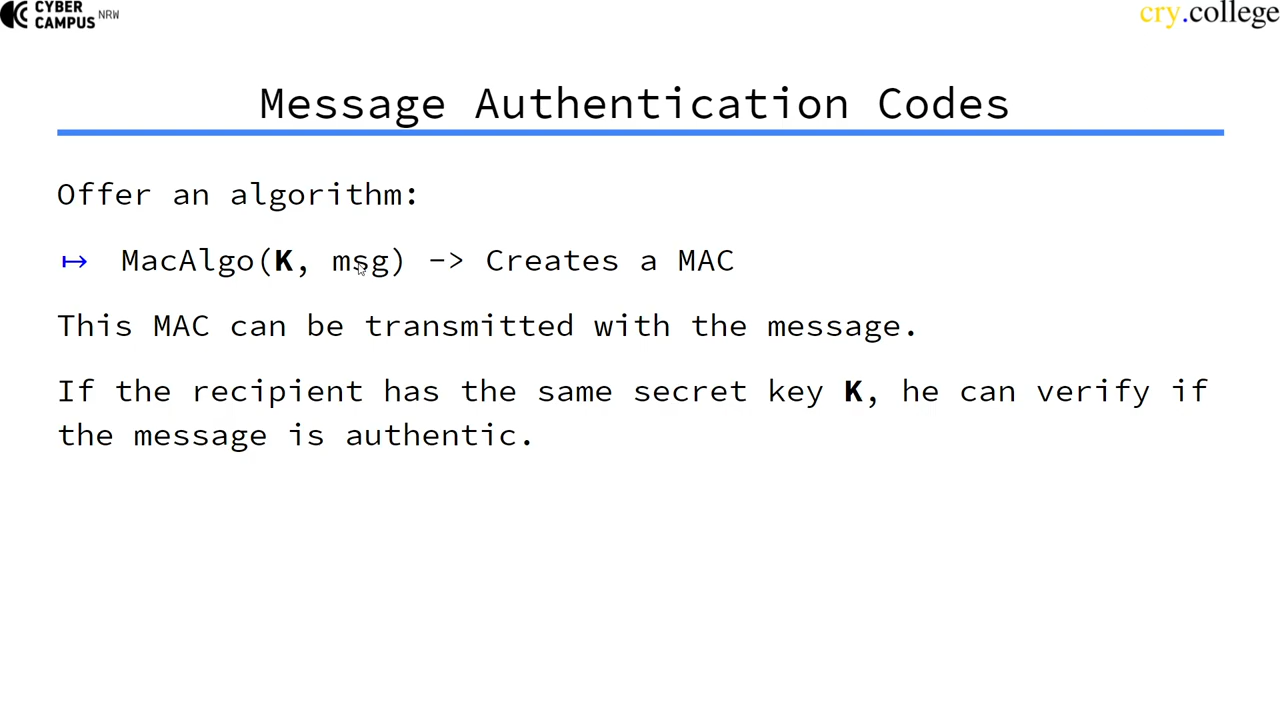 CYBER
CAMPUS NRW
cry.college
Message Authentication Codes
Offer an algorithm:
↦ MacAlgo(K, msg) -> Creates a MAC
This MAC can be transmitted with the message.
If the recipient has the same secret key K, he can verify if
the message is authentic.